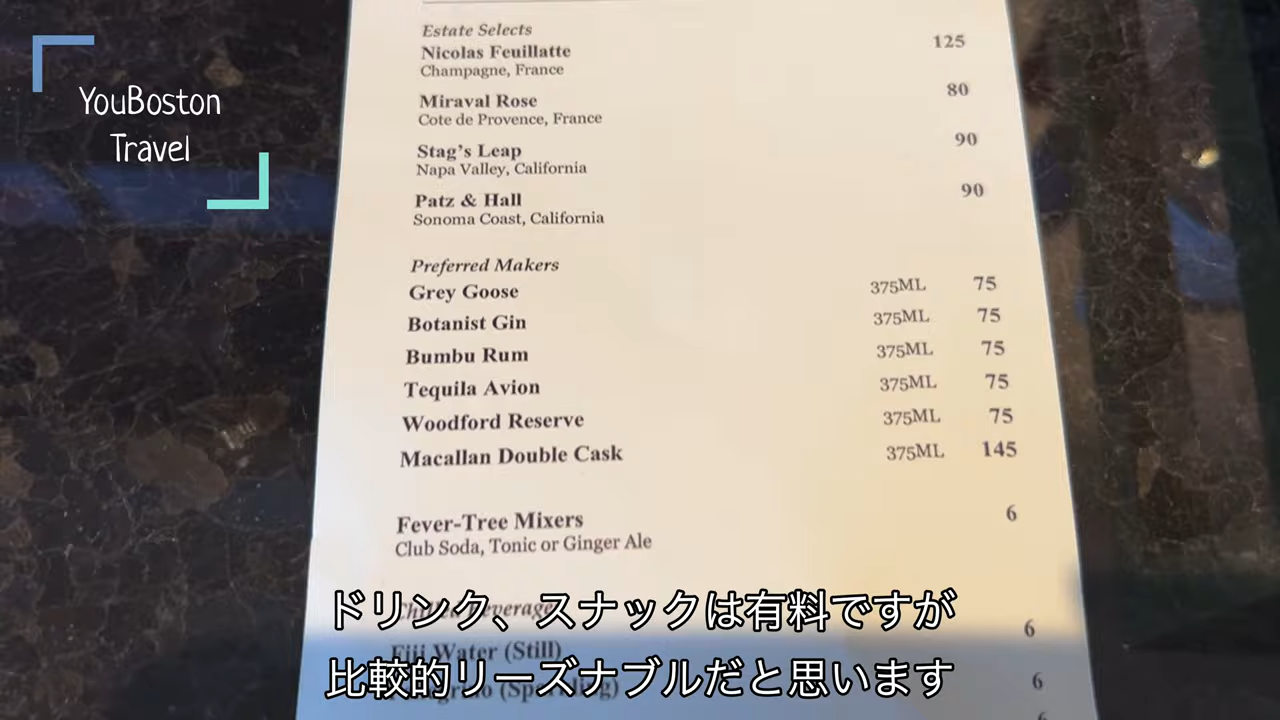 YouBoston
Travel
Estate Selects
Nicolas Feuillatte 125
Champagne, France
Miraval Rose 80
Cote de Provence, France
Stag's Leap 90
Napa Valley, California
Patz & Hall 90
Sonoma Coast, California
Preferred Makers
Grey Goose 375ML 75
Botanist Gin 375ML 75
Bumbu Rum 375ML 75
Tequila Avion 375ML 75
Woodford Reserve 375ML 75
Macallan Double Cask 375ML 145
Fever-Tree Mixers 6
Club Soda, Tonic or Ginger Ale
Fiji Water (Still) 6
6
ドリンク、スナックは有料ですが
比較的リーズナブルだと思います